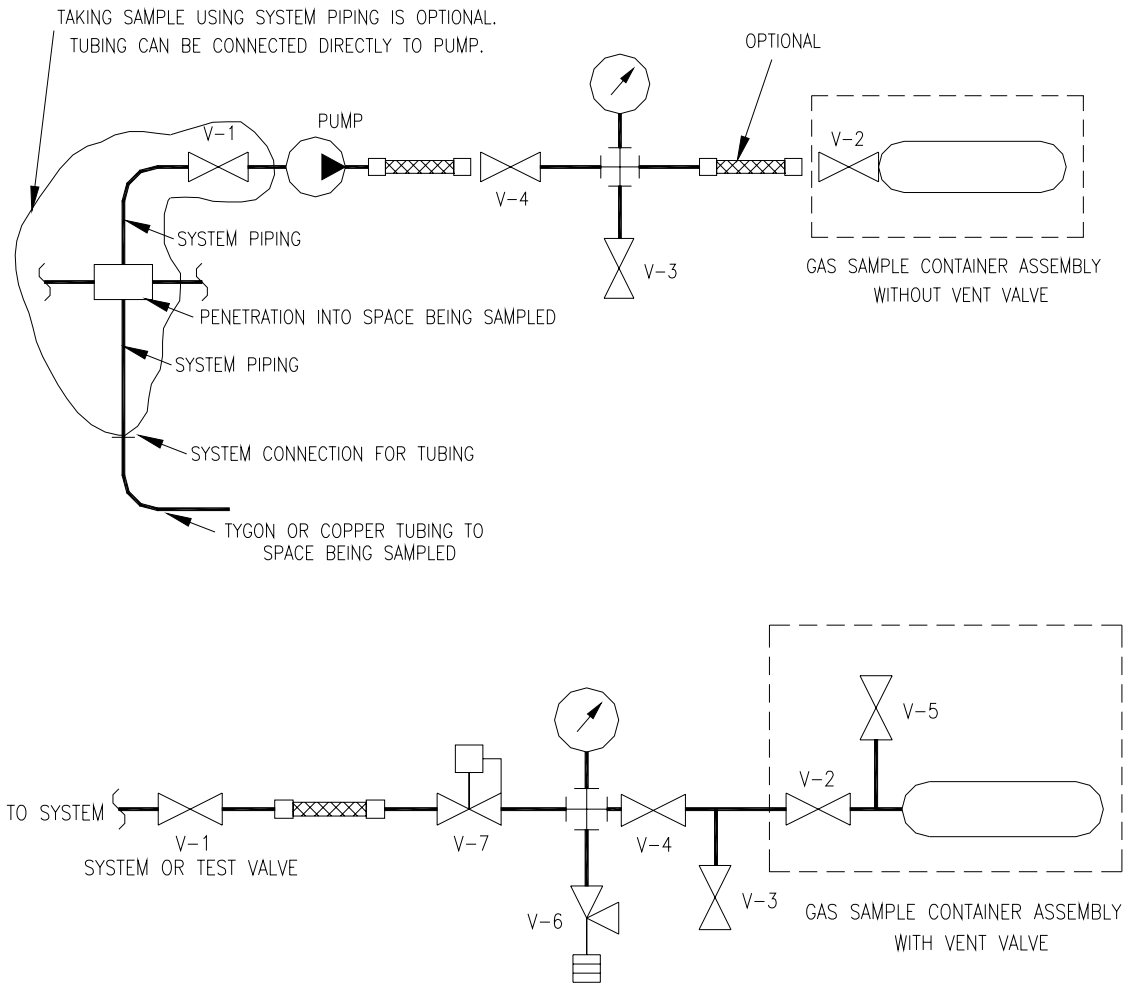 TAKING SAMPLE USING SYSTEM PIPING IS OPTIONAL.
TUBING CAN BE CONNECTED DIRECTLY TO PUMP.
OPTIONAL
V-1
PUMP
V-2
V-4
SYSTEM PIPING
V-3
GAS SAMPLE CONTAINER ASSEMBLY
WITHOUT VENT VALVE
PENETRATION INTO SPACE BEING SAMPLED
SYSTEM PIPING
SYSTEM CONNECTION FOR TUBING
TYGON OR COPPER TUBING TO
SPACE BEING SAMPLED
V-5
V-2
TO SYSTEM
V-1
V-7
V-4
SYSTEM OR TEST VALVE
V-3
V-6
GAS SAMPLE CONTAINER ASSEMBLY
WITH VENT VALVE